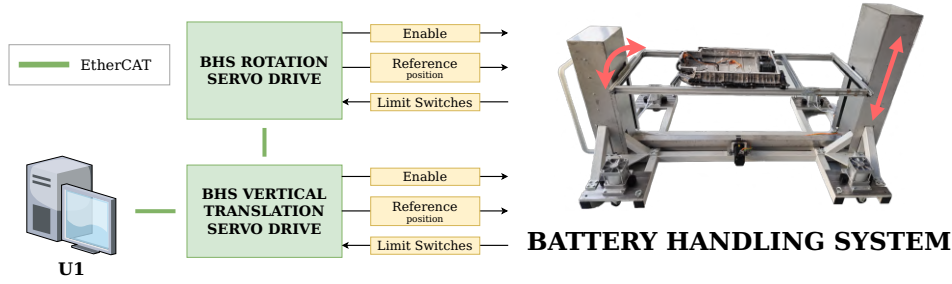 EtherCAT
BHS ROTATION
SERVO DRIVE
Enable
Reference
position
Limit Switches
BHS VERTICAL
TRANSLATION
SERVO DRIVE
Enable
Reference
position
Limit Switches
U1
BATTERY HANDLING SYSTEM